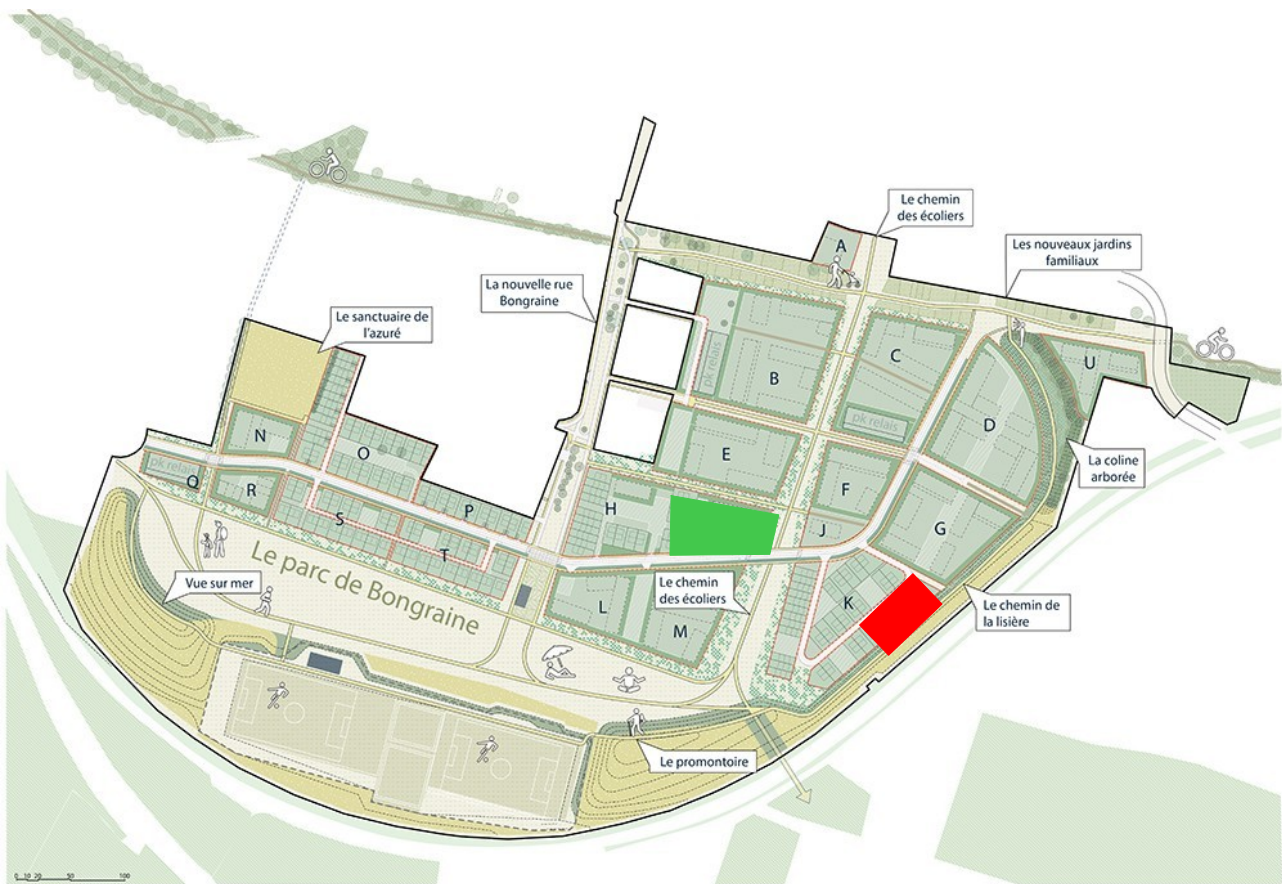 Le chemin
des écoliers
A
Les nouveaux jardins
familiaux
La nouvelle rue
Bongraine
Le sanctuaire de
l'azuré
pk relais
B
C
U
pk relais
D
N
O
E
La coline
arborée
pk relais
Q
R
P
H
F
S
J
G
T
Le parc de Bongraine
Vue sur mer
Le chemin
des écoliers
L
K
M
Le chemin de
la lisière
Le promontoire
0 10 20 50 100